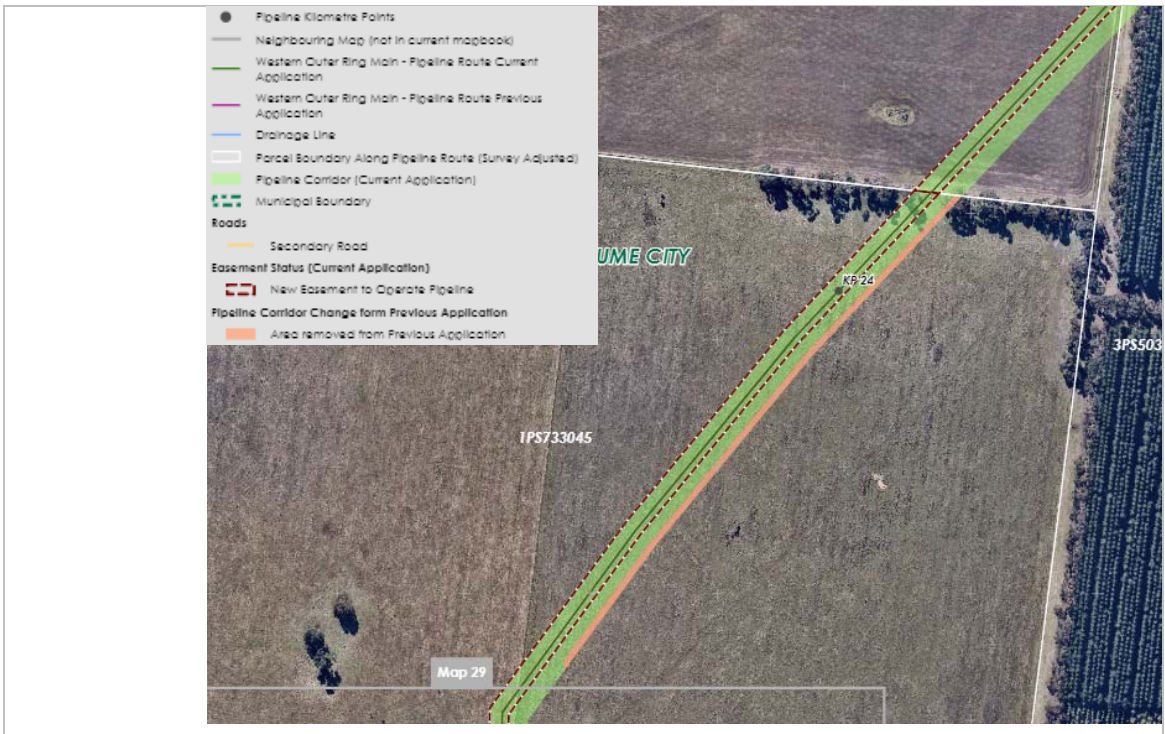 Pipeline Kilometre Points
Neighbouring Map (not in current mapbook)
Western Outer Ring Main - Pipeline Route Current
Application
Western Outer Ring Main - Pipeline Route Previous
Application
Drainage Line
Parcel Boundary Along Pipeline Route (Survey Adjusted)
Pipeline Corridor (Current Application)
Municipal Boundary
Roads
Secondary Road
Easement Status (Current Application)
New Easement to Operate Pipeline
Pipeline Corridor Change form Previous Application
Area removed from Previous Application
UME CITY
KP 24
3PS503
1PS733045
Map 29